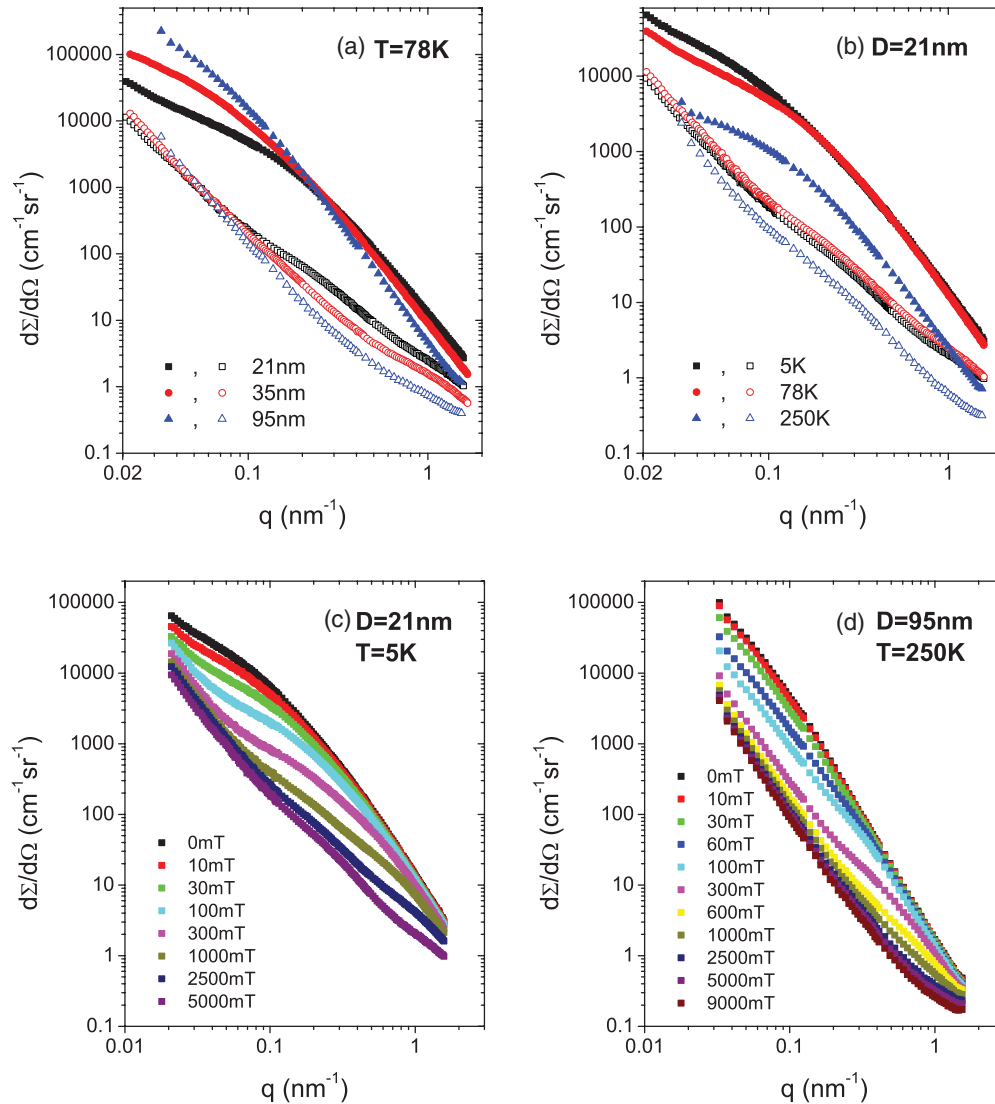 (a) T=78K
100000
10000
1000
100
10
1
0.1
0.02
0.1
1
dΣ/dΩ (cm⁻¹sr⁻¹)
q (nm⁻¹)
, 21nm
, 35nm
, 95nm
(b) D=21nm
10000
1000
100
10
1
0.1
0.02
0.1
1
dΣ/dΩ (cm⁻¹sr⁻¹)
q (nm⁻¹)
, 5K
, 78K
, 250K
(c) D=21nm
T=5K
100000
10000
1000
100
10
1
0.1
0.01
0.1
1
dΣ/dΩ (cm⁻¹sr⁻¹)
q (nm⁻¹)
0mT
10mT
30mT
100mT
300mT
1000mT
2500mT
5000mT
(d) D=95nm
T=250K
100000
10000
1000
100
10
1
0.1
0.01
0.1
1
dΣ/dΩ (cm⁻¹sr⁻¹)
q (nm⁻¹)
0mT
10mT
30mT
60mT
100mT
300mT
600mT
1000mT
2500mT
5000mT
9000mT